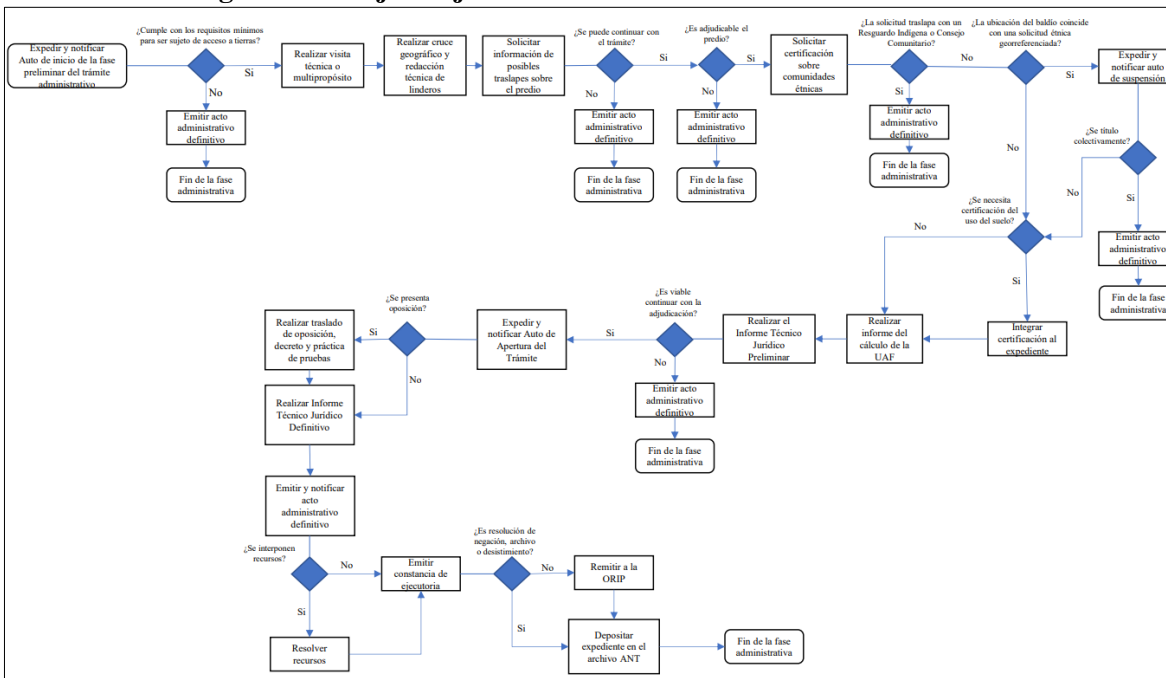 ¿Cumple con los requisitos mínimos
para ser sujeto de acceso a tierras?
¿Se puede continuar con
el trámite?
¿Es adjudicable el
predio?
¿La solicitud traslapa con un
Resguardo Indígena o Consejo
Comunitario?
¿La ubicación del baldío coincide
con una solicitud étnica
georreferenciada?
Expedir y notificar
Auto de inicio de la fase
preliminar del trámite
administrativo
Si
Realizar visita
técnica o
multipropósito
Realizar cruce
geográfico y
redacción
técnica de
linderos
Solicitar
información de
posibles
traslapes sobre
el predio
Si
Si
Solicitar
certificación
sobre
comunidades
étnicas
No
Si
Expedir y
notificar auto
de suspensión
No
Emitir acto
administrativo
definitivo
Fin de la fase
administrativa
No
Emitir acto
administrativo
definitivo
Fin de la fase
administrativa
No
Emitir acto
administrativo
definitivo
Fin de la fase
administrativa
Si
Emitir acto
administrativo
definitivo
Fin de la fase
administrativa
No
¿Se título
colectivamente?
No
Si
Emitir acto
administrativo
definitivo
Fin de la fase
administrativa
¿Se necesita
certificación del
uso del suelo?
No
Si
Integrar
certificación al
expediente
Realizar
informe del
cálculo de la
UAF
Realizar el
Informe Técnico
Jurídico
Preliminar
¿Es viable
continuar con la
adjudicación?
Si
No
Emitir acto
administrativo
definitivo
Fin de la fase
administrativa
Expedir y
notificar Auto de
Apertura del
Trámite
¿Se presenta
oposición?
Si
No
Realizar traslado
de oposición,
decreto y práctica
de pruebas
Realizar Informe
Técnico Jurídico
Definitivo
Emitir y notificar
acto
administrativo
definitivo
¿Se interponen
recursos?
No
Si
Resolver
recursos
Emitir
constancia de
ejecutoria
¿Es resolución de
negación, archivo
o desistimiento?
No
Si
Remitir a la
ORIP
Depositar
expediente en el
archivo ANT
Fin de la fase
administrativa